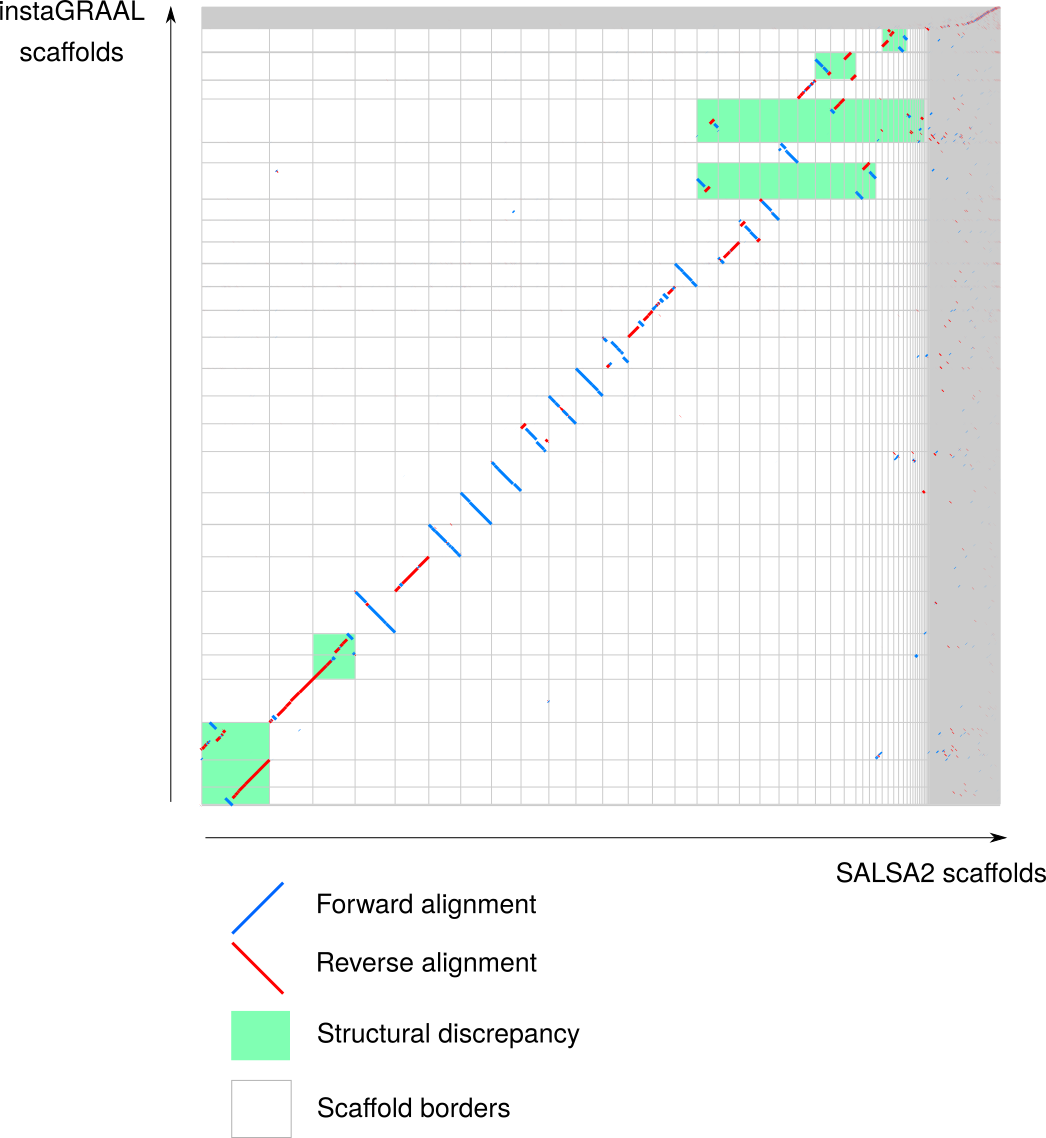 instaGRAAL
scaffolds
SALSA2 scaffolds
Forward alignment
Reverse alignment
Structural discrepancy
Scaffold borders